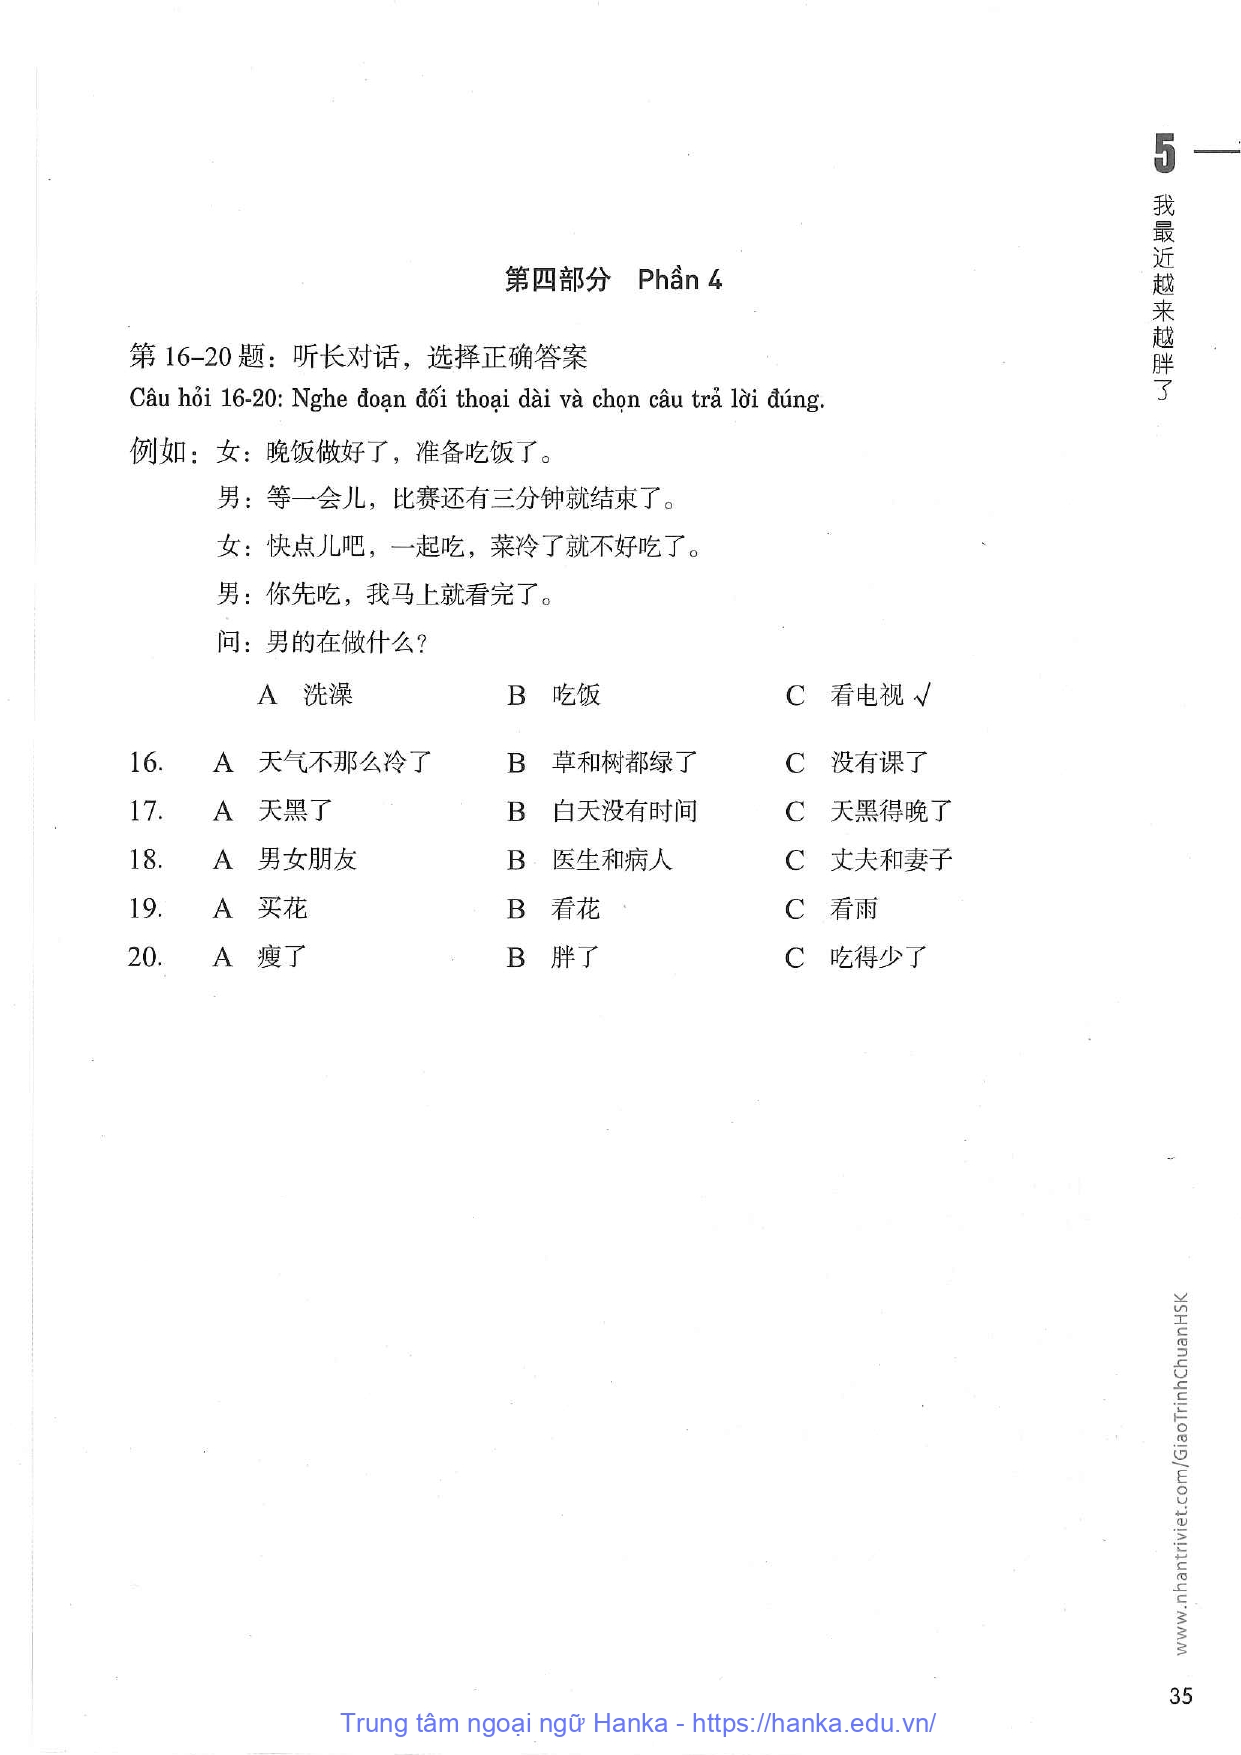 5
我最近越来越胖了
第四部分 Phần 4
第16–20题：听长对话，选择正确答案
Câu hỏi 16-20: Nghe đoạn đối thoại dài và chọn câu trả lời đúng.
例如：女：晚饭做好了，准备吃饭了。
男：等一会儿，比赛还有三分钟就结束了。
女：快点儿吧，一起吃，菜冷了就不好吃了。
男：你先吃，我马上就看完了。
问：男的在做什么？
A 洗澡 B 吃饭 C 看电视 √
16. A 天气不那么冷了 B 草和树都绿了 C 没有课了
17. A 天黑了 B 白天没有时间 C 天黑得晚了
18. A 男女朋友 B 医生和病人 C 丈夫和妻子
19. A 买花 B 看花 C 看雨
20. A 瘦了 B 胖了 C 吃得少了
www.nhantriviet.com/GiaoTrinhChuanHSK
35
Trung tâm ngoại ngữ Hanka - https://hanka.edu.vn/